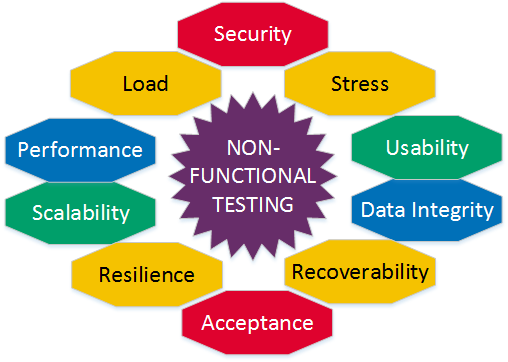 Security
Load
Stress
Performance
NON-
FUNCTIONAL
TESTING
Usability
Scalability
Data Integrity
Resilience
Recoverability
Acceptance